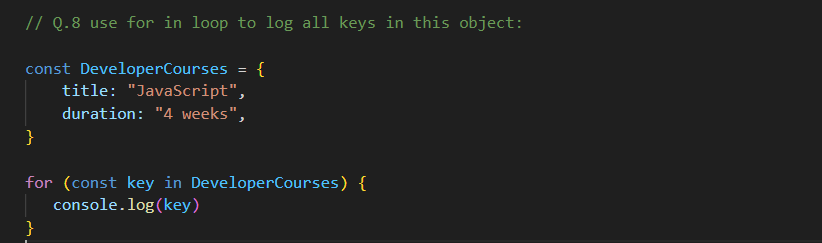 // Q.8 use for in loop to log all keys in this object:
const DeveloperCourses = {
title: "JavaScript",
duration: "4 weeks",
}
for (const key in DeveloperCourses) {
console.log(key)
}